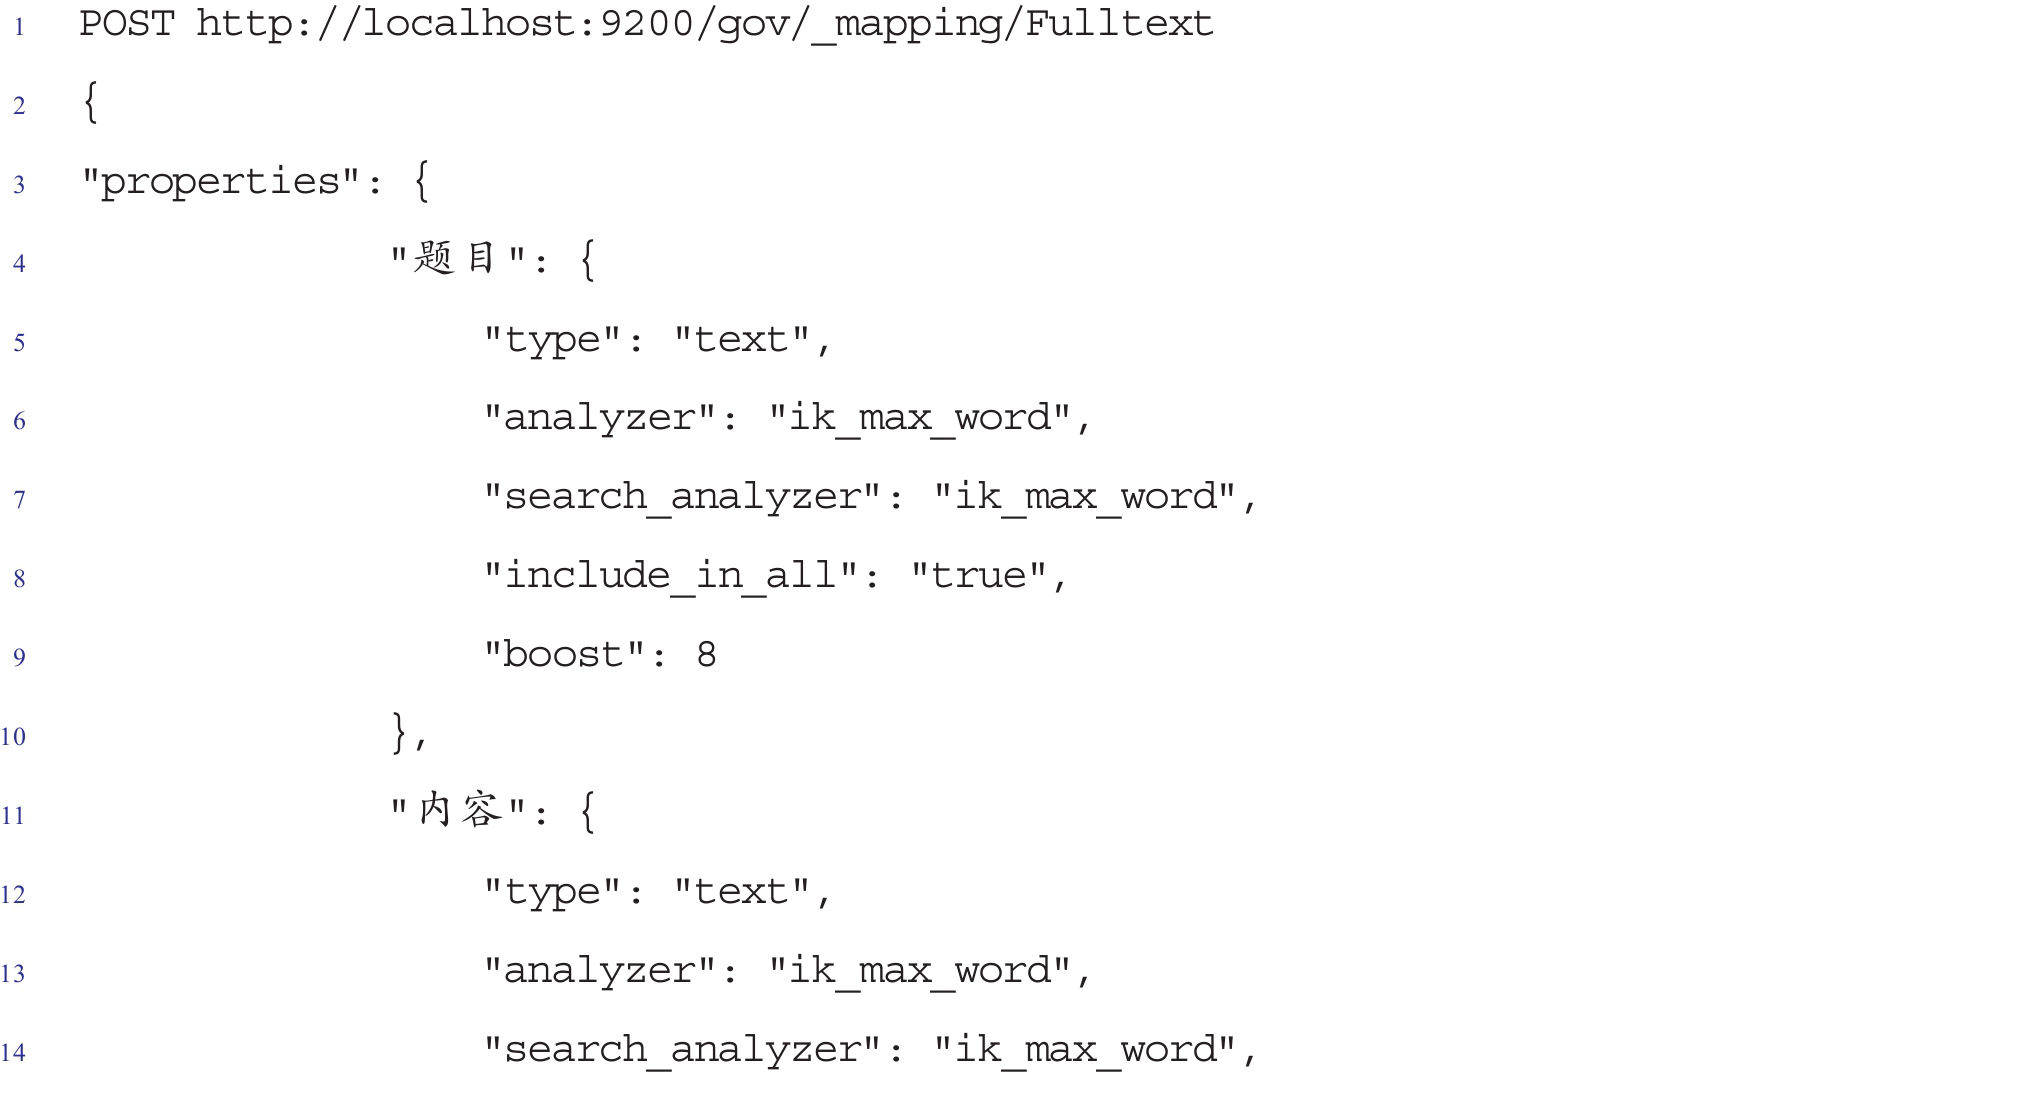 1 POST http://localhost:9200/gov/_mapping/Fulltext
2 {
3 "properties": {
4 "题目": {
5 "type": "text",
6 "analyzer": "ik_max_word",
7 "search_analyzer": "ik_max_word",
8 "include_in_all": "true",
9 "boost": 8
10 },
11 "内容": {
12 "type": "text",
13 "analyzer": "ik_max_word",
14 "search_analyzer": "ik_max_word",